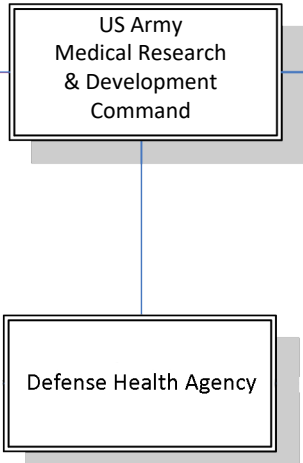 US Army
Medical Research
& Development
Command
Defense Health Agency